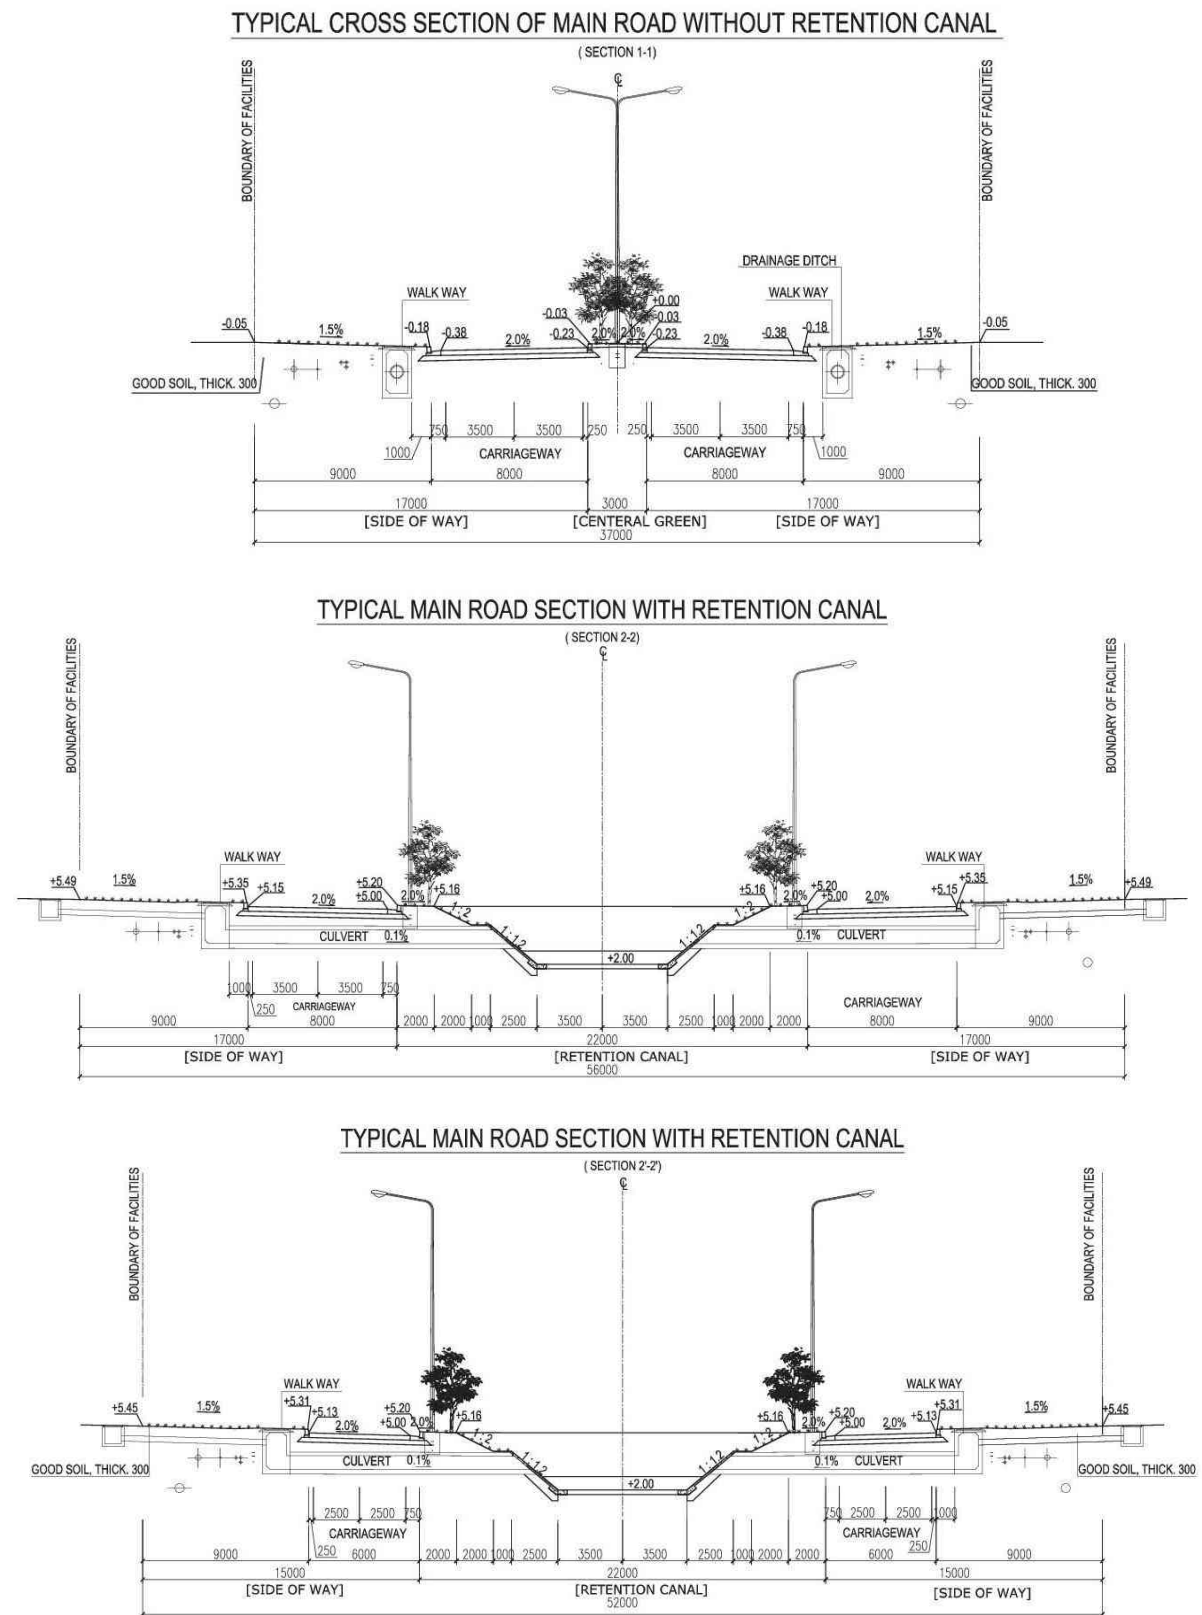 TYPICAL CROSS SECTION OF MAIN ROAD WITHOUT RETENTION CANAL
( SECTION 1-1)
℄
BOUNDARY OF FACILITIES
BOUNDARY OF FACILITIES
DRAINAGE DITCH
WALK WAY WALK WAY
+0.00
-0.05 1.5% -0.18 -0.38 2.0% -0.03 -0.23 2.0% 2.0% -0.03 -0.23 2.0% -0.38 -0.18 1.5% -0.05
GOOD SOIL, THICK. 300 GOOD SOIL, THICK. 300
750 3500 3500 250 250 3500 3500 750
1000 CARRIAGEWAY CARRIAGEWAY 1000
9000 8000 8000 9000
17000 3000 17000
[SIDE OF WAY] [CENTERAL GREEN] [SIDE OF WAY]
37000
TYPICAL MAIN ROAD SECTION WITH RETENTION CANAL
( SECTION 2-2)
℄
BOUNDARY OF FACILITIES
BOUNDARY OF FACILITIES
WALK WAY WALK WAY
+5.49 1.5% +5.35 +5.15 2.0% +5.20 +5.00 2.0% +5.16 +5.16 2.0% +5.20 +5.00 2.0% +5.15 +5.35 1.5% +5.49
1:2 1:2
CULVERT 0.1% 1:1.2 1:1.2 0.1% CULVERT
+2.00
1000 3500 3500 750
250 CARRIAGEWAY CARRIAGEWAY
9000 8000 2000 2000 1000 2500 3500 3500 2500 1000 2000 2000 8000 9000
17000 22000 17000
[SIDE OF WAY] [RETENTION CANAL] [SIDE OF WAY]
56000
TYPICAL MAIN ROAD SECTION WITH RETENTION CANAL
( SECTION 2'-2')
℄
BOUNDARY OF FACILITIES
BOUNDARY OF FACILITIES
WALK WAY WALK WAY
+5.45 1.5% +5.31 +5.13 2.0% +5.20 +5.00 2.0% +5.16 +5.16 2.0% +5.20 +5.00 2.0% +5.13 +5.31 1.5% +5.45
1:2 1:2
GOOD SOIL, THICK. 300 CULVERT 0.1% 1:1.2 1:1.2 0.1% CULVERT GOOD SOIL, THICK. 300
+2.00
2500 2500 750 750 2500 2500 1000
CARRIAGEWAY CARRIAGEWAY
250 250
9000 6000 2000 2000 1000 2500 3500 3500 2500 1000 2000 2000 6000 9000
15000 22000 15000
[SIDE OF WAY] [RETENTION CANAL] [SIDE OF WAY]
52000